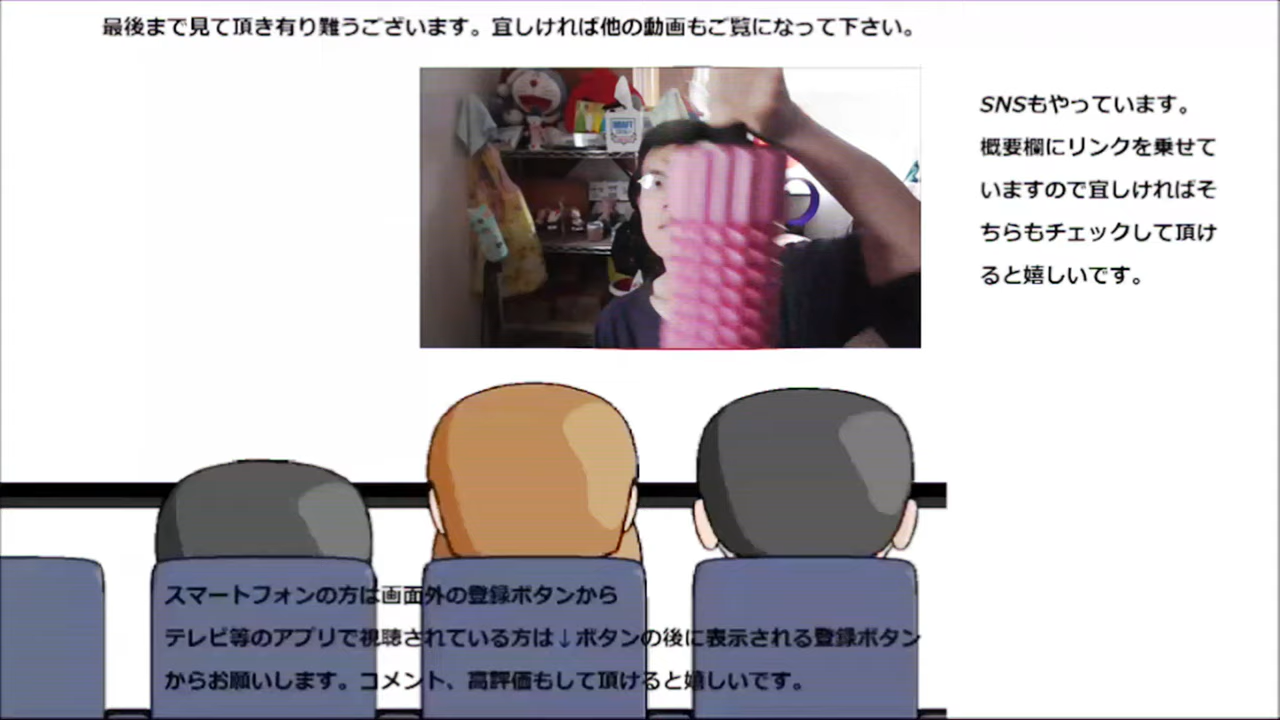 最後まで見て頂き有り難うございます。宜しければ他の動画もご覧になって下さい。
SNSもやっています。
概要欄にリンクを乗せて
いますので宜しければそ
ちらもチェックして頂け
ると嬉しいです。
スマートフォンの方は画面外の登録ボタンから
テレビ等のアプリで視聴されている方は↓ボタンの後に表示される登録ボタン
からお願いします。コメント、高評価もして頂けると嬉しいです。